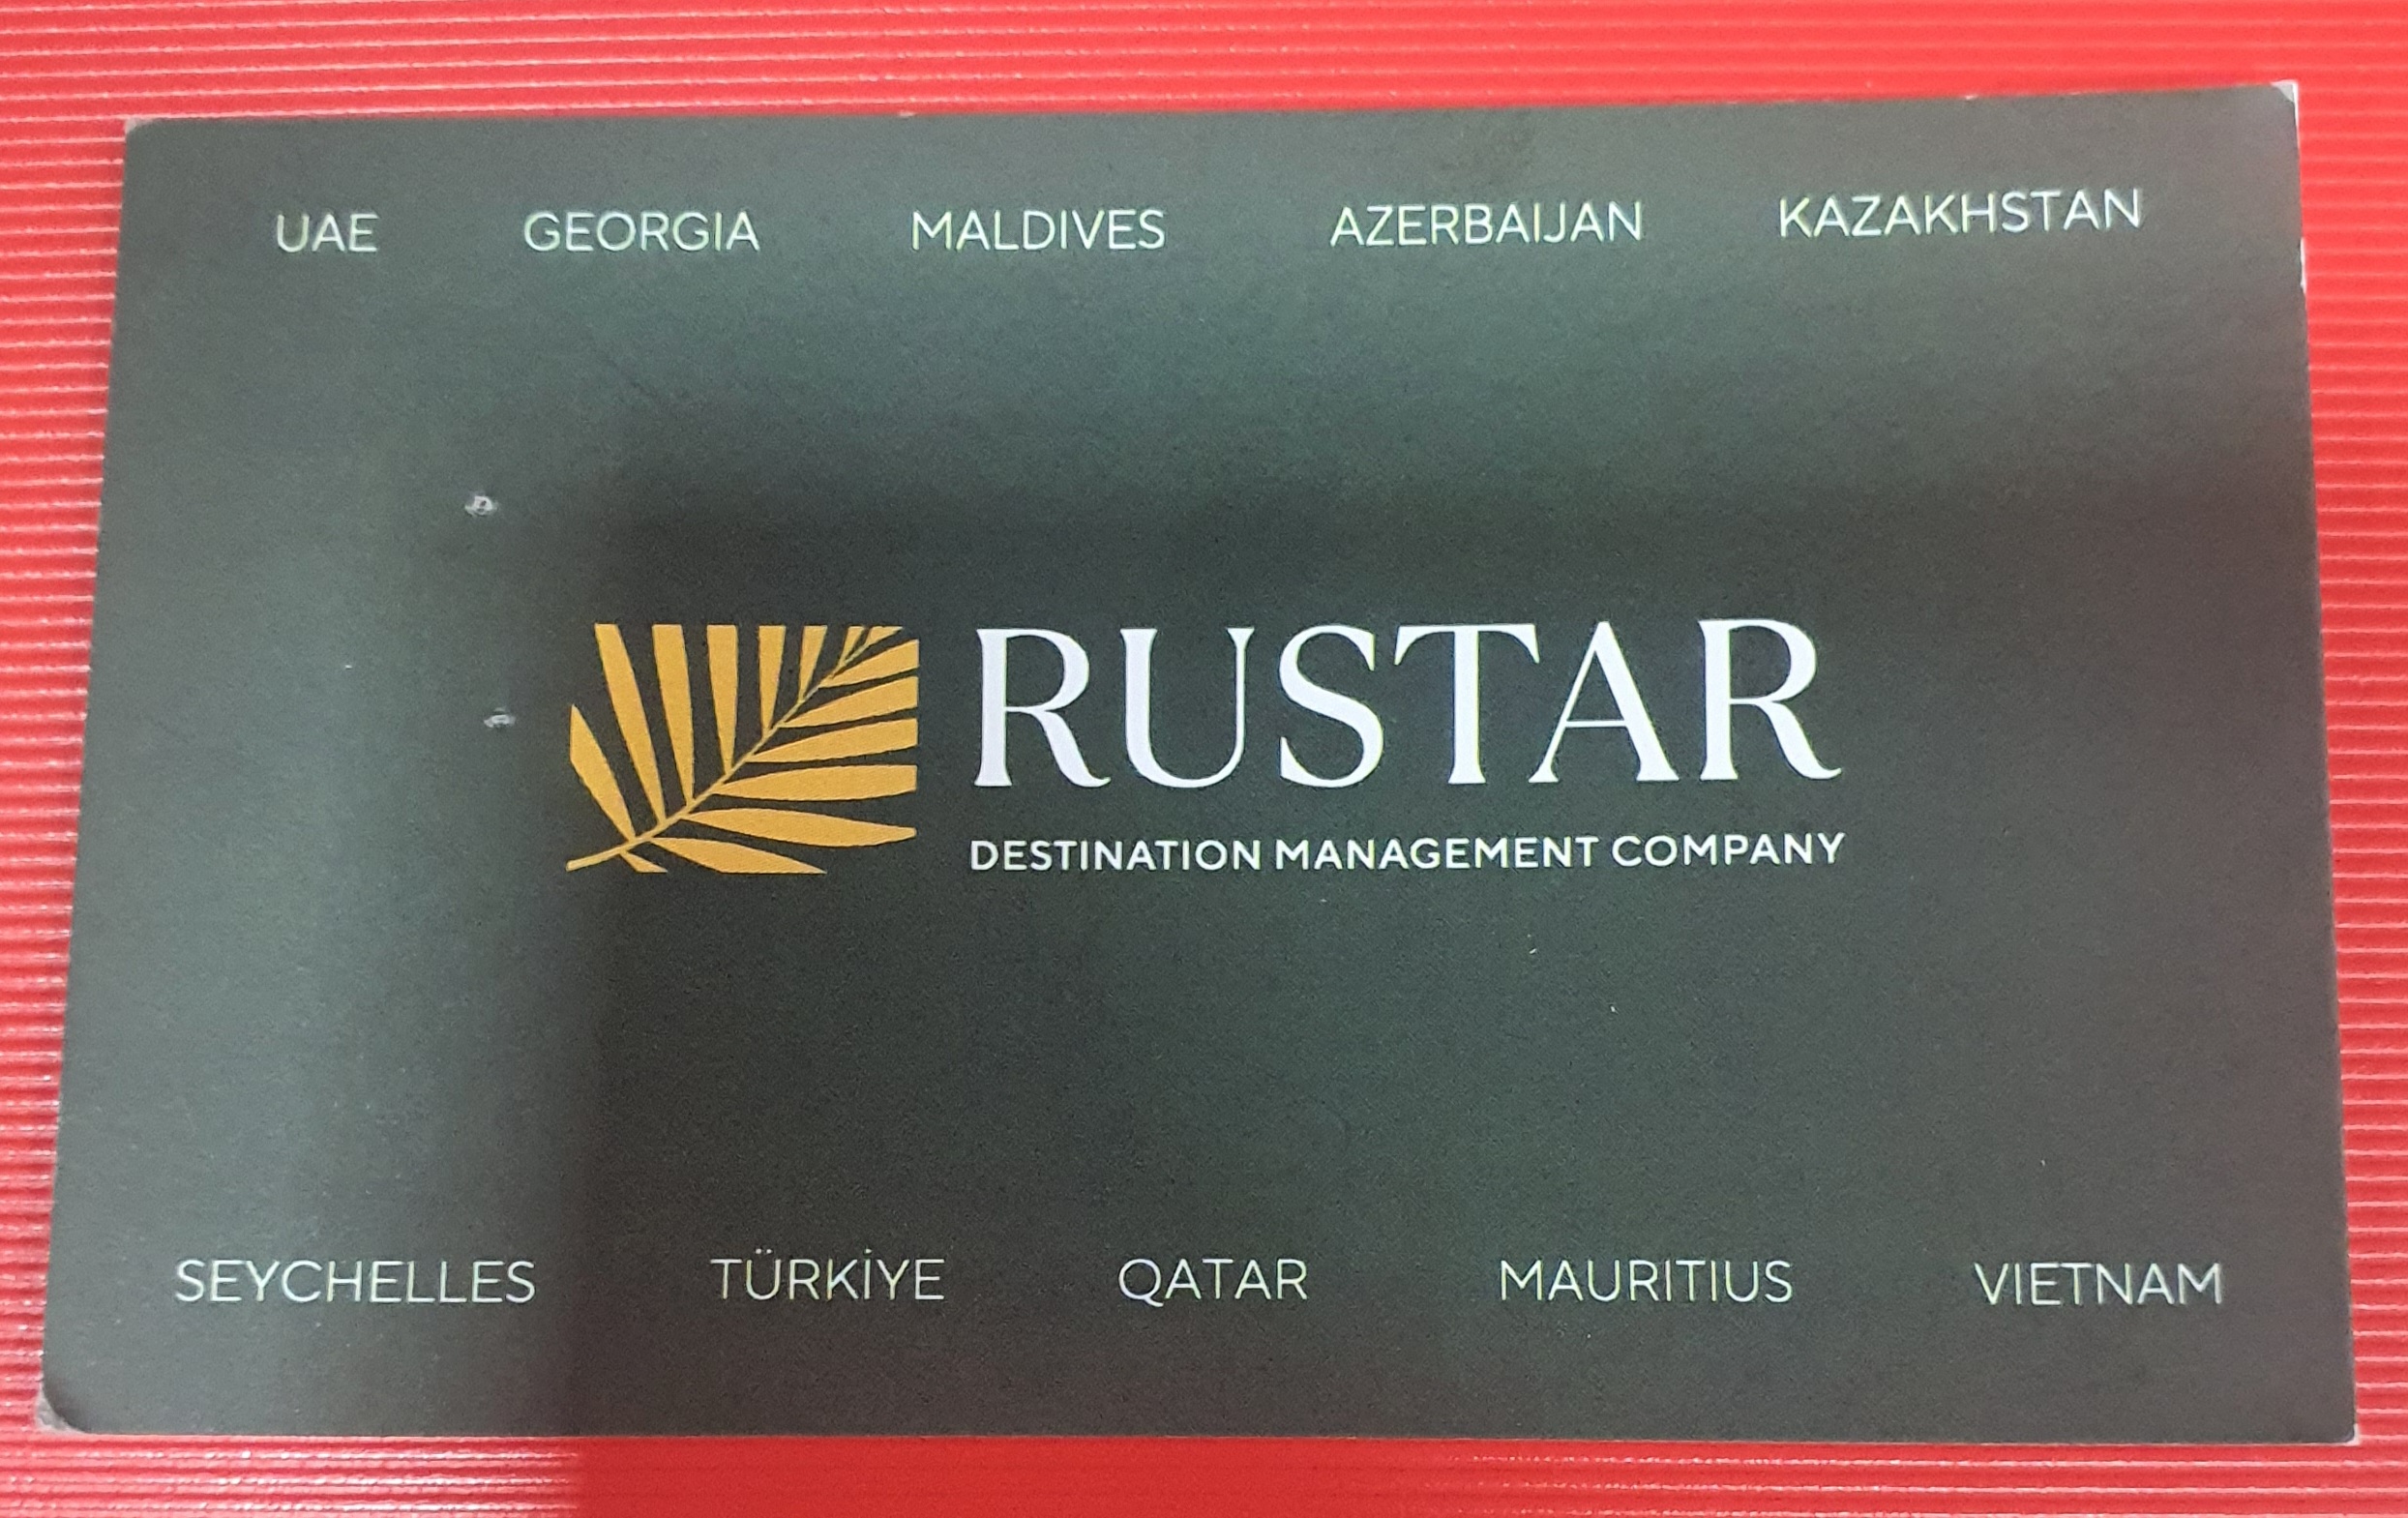 UAE GEORGIA MALDIVES AZERBAIJAN KAZAKHSTAN
RUSTAR
DESTINATION MANAGEMENT COMPANY
SEYCHELLES TÜRKİYE QATAR MAURITIUS VIETNAM